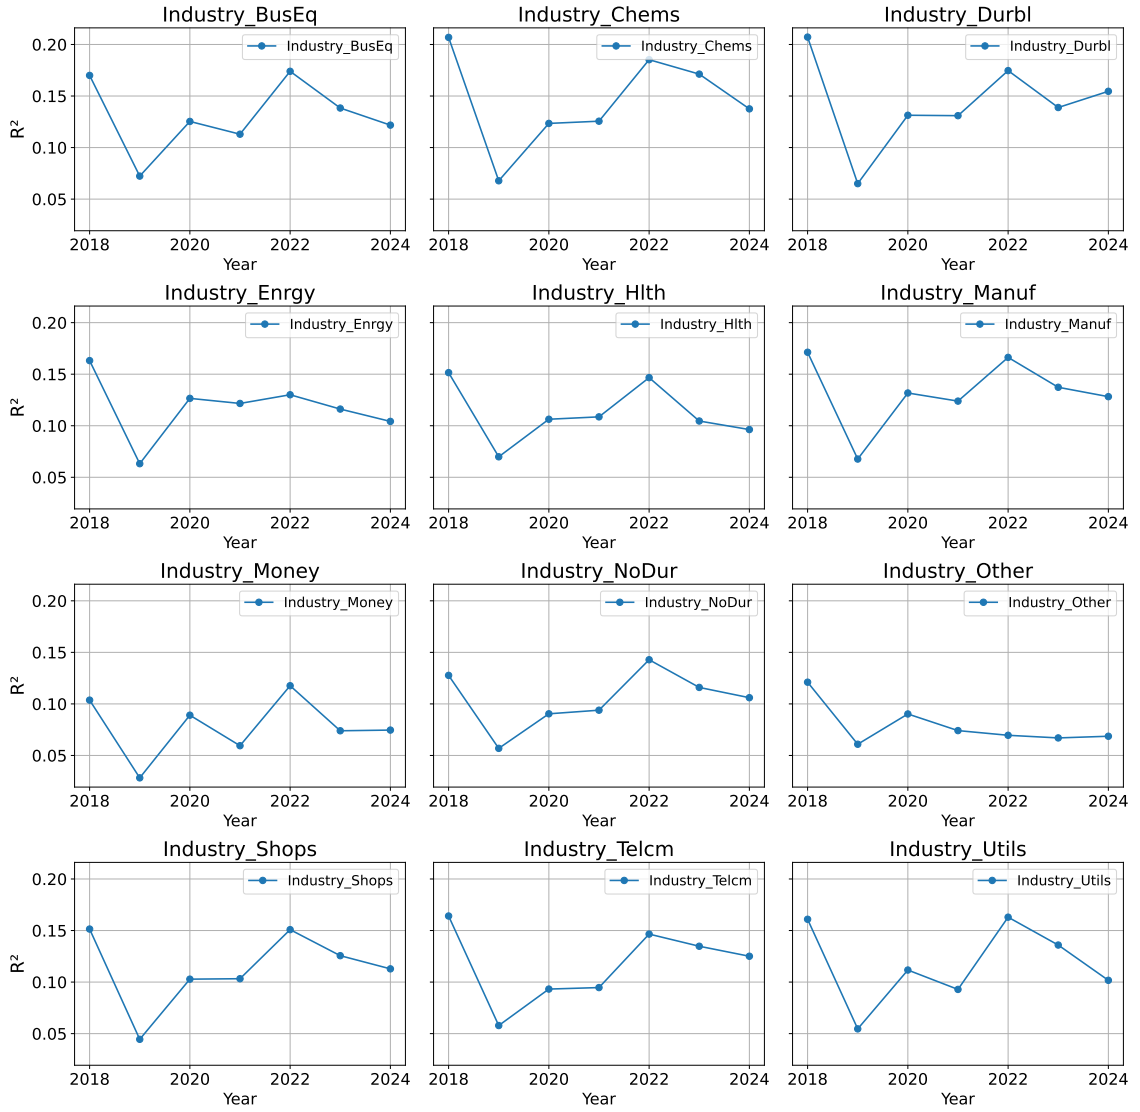 Industry_BusEq
Industry_Chems
Industry_Durbl
R²
0.20
0.15
0.10
0.05
Industry_BusEq
Industry_Chems
Industry_Durbl
2018
2020
2022
2024
2018
2020
2022
2024
2018
2020
2022
2024
Year
Year
Year
Industry_Enrgy
Industry_Hlth
Industry_Manuf
R²
0.20
0.15
0.10
0.05
Industry_Enrgy
Industry_Hlth
Industry_Manuf
2018
2020
2022
2024
2018
2020
2022
2024
2018
2020
2022
2024
Year
Year
Year
Industry_Money
Industry_NoDur
Industry_Other
R²
0.20
0.15
0.10
0.05
Industry_Money
Industry_NoDur
Industry_Other
2018
2020
2022
2024
2018
2020
2022
2024
2018
2020
2022
2024
Year
Year
Year
Industry_Shops
Industry_Telcm
Industry_Utils
R²
0.20
0.15
0.10
0.05
Industry_Shops
Industry_Telcm
Industry_Utils
2018
2020
2022
2024
2018
2020
2022
2024
2018
2020
2022
2024
Year
Year
Year